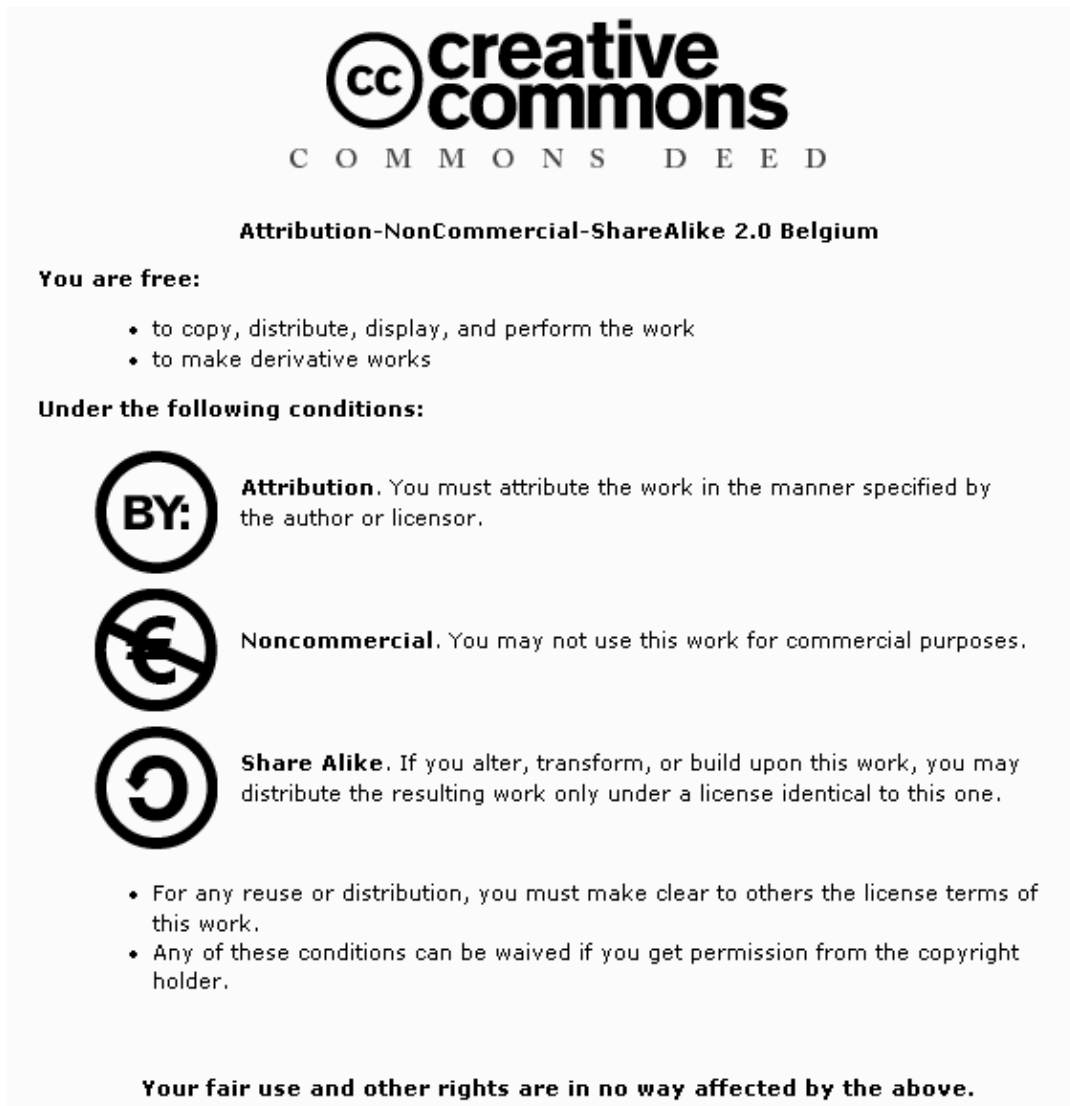 cc creative
commons
COMMONS DEED
Attribution-NonCommercial-ShareAlike 2.0 Belgium
You are free:
• to copy, distribute, display, and perform the work
• to make derivative works
Under the following conditions:
BY:
Attribution. You must attribute the work in the manner specified by
the author or licensor.
€
Noncommercial. You may not use this work for commercial purposes.
Share Alike. If you alter, transform, or build upon this work, you may
distribute the resulting work only under a license identical to this one.
• For any reuse or distribution, you must make clear to others the license terms of
this work.
• Any of these conditions can be waived if you get permission from the copyright
holder.
Your fair use and other rights are in no way affected by the above.